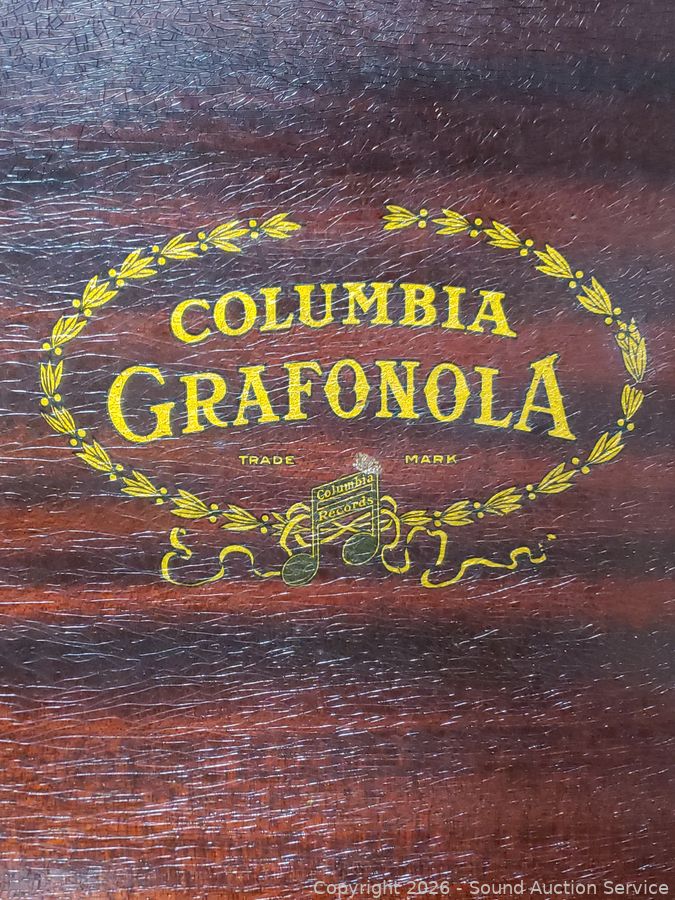 COLUMBIA
GRAFONOLA
TRADE MARK
Columbia
Records
Copyright 2026 - Sound Auction Service